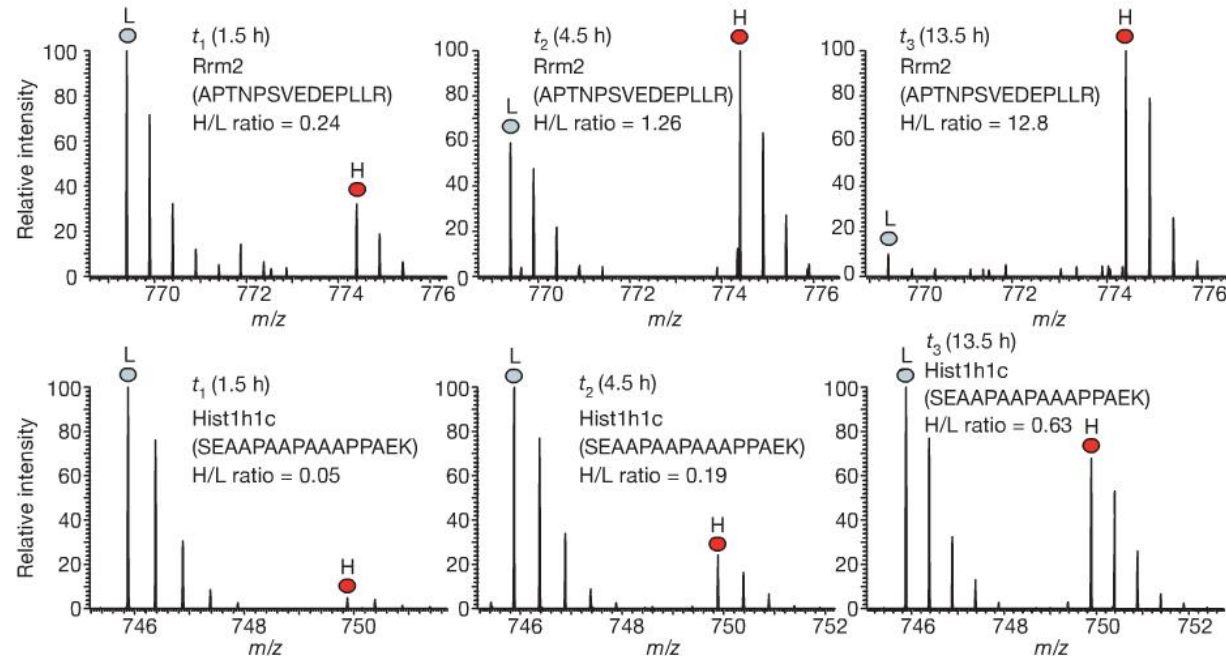 L
t1 (1.5 h)
Rrm2
(APTNPSVEDEPLLR)
H/L ratio = 0.24
H
Relative intensity
100
80
60
40
20
0
770
772
774
776
m/z
H
t2 (4.5 h)
Rrm2
(APTNPSVEDEPLLR)
H/L ratio = 1.26
L
100
80
60
40
20
0
770
772
774
776
m/z
H
t3 (13.5 h)
Rrm2
(APTNPSVEDEPLLR)
H/L ratio = 12.8
L
100
80
60
40
20
0
770
772
774
776
m/z
L
t1 (1.5 h)
Hist1h1c
(SEAAPAAPAAAPPAEK)
H/L ratio = 0.05
H
Relative intensity
100
80
60
40
20
0
746
748
750
m/z
L
t2 (4.5 h)
Hist1h1c
(SEAAPAAPAAAPPAEK)
H/L ratio = 0.19
H
100
80
60
40
20
0
746
748
750
752
m/z
L
t3 (13.5 h)
Hist1h1c
(SEAAPAAPAAAPPAEK)
H/L ratio = 0.63
H
100
80
60
40
20
0
746
748
750
752
m/z